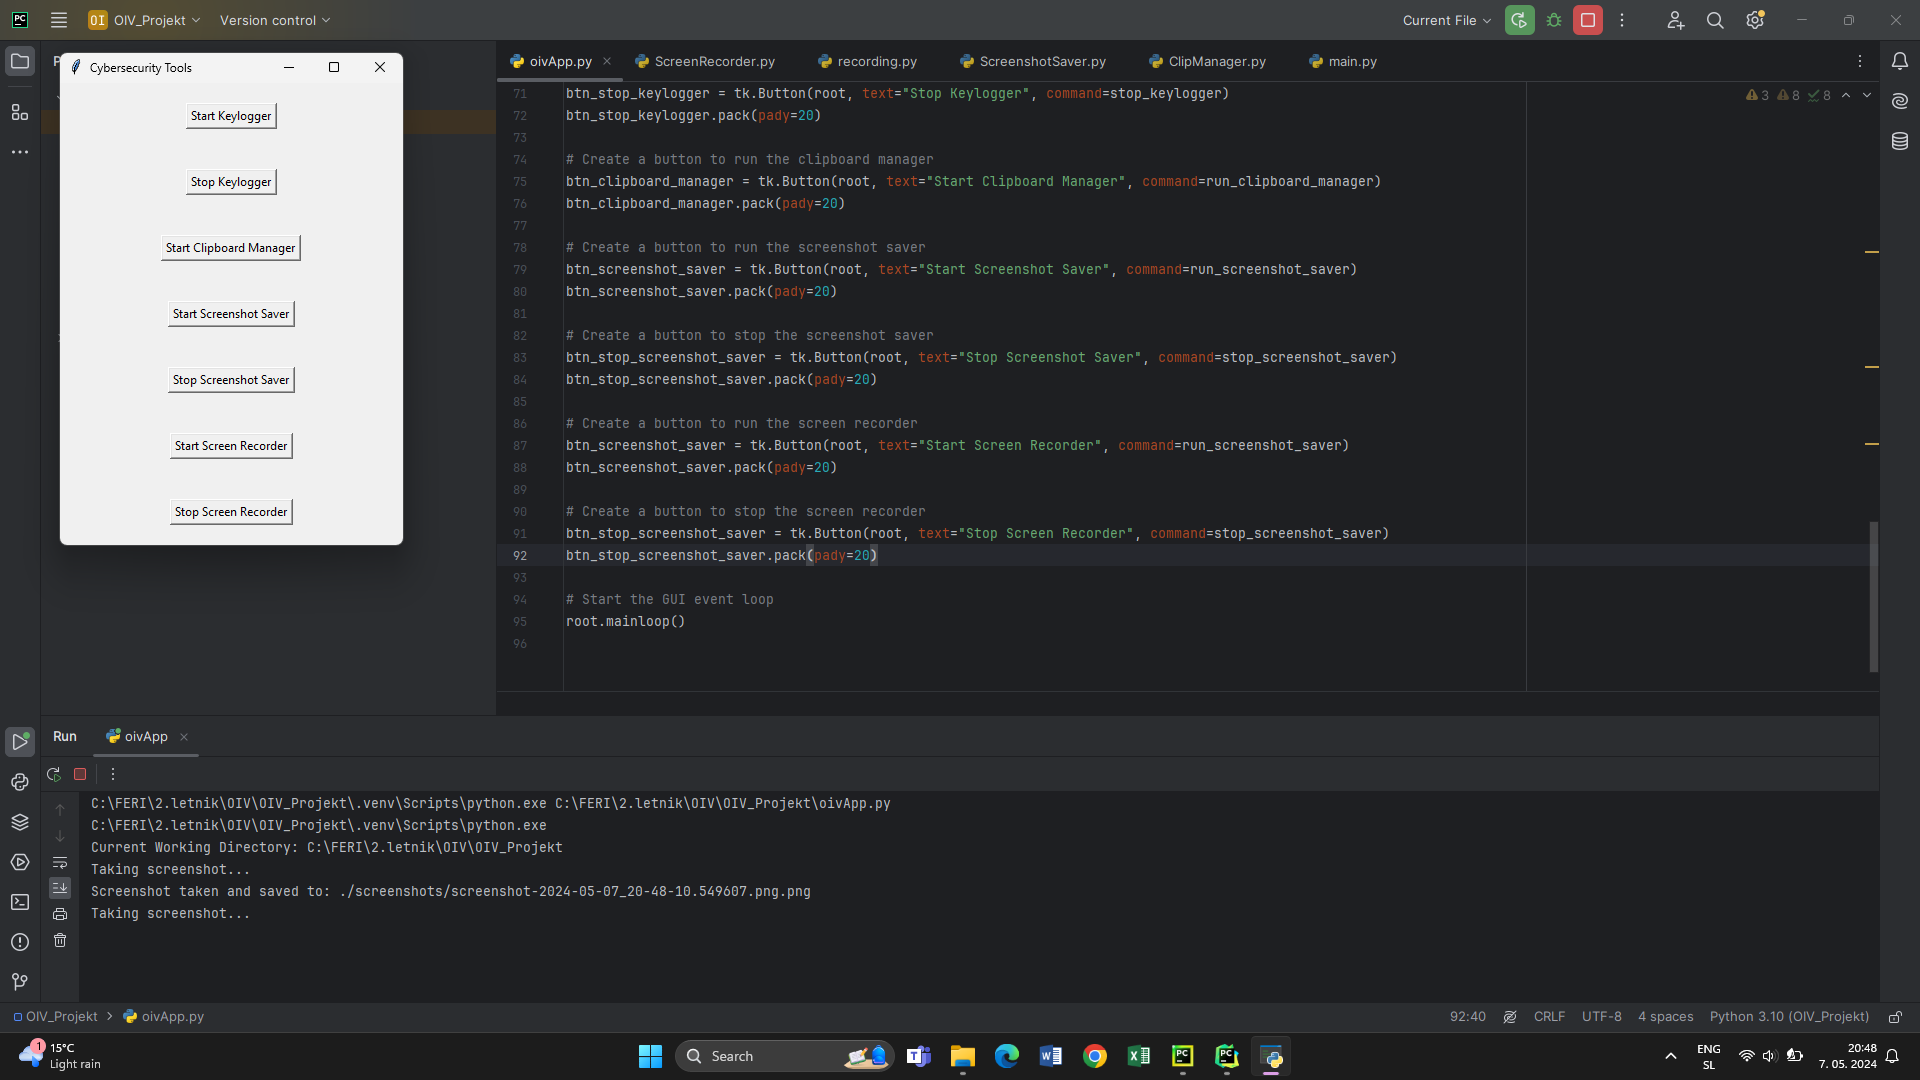 PC
OI OIV_Projekt Version control
Current File
Cybersecurity Tools
Start Keylogger
Stop Keylogger
Start Clipboard Manager
Start Screenshot Saver
Stop Screenshot Saver
Start Screen Recorder
Stop Screen Recorder
oivApp.py ScreenRecorder.py recording.py ScreenshotSaver.py ClipManager.py main.py
3 8 8
71 btn_stop_keylogger = tk.Button(root, text="Stop Keylogger", command=stop_keylogger)
72 btn_stop_keylogger.pack(pady=20)
73
74 # Create a button to run the clipboard manager
75 btn_clipboard_manager = tk.Button(root, text="Start Clipboard Manager", command=run_clipboard_manager)
76 btn_clipboard_manager.pack(pady=20)
77
78 # Create a button to run the screenshot saver
79 btn_screenshot_saver = tk.Button(root, text="Start Screenshot Saver", command=run_screenshot_saver)
80 btn_screenshot_saver.pack(pady=20)
81
82 # Create a button to stop the screenshot saver
83 btn_stop_screenshot_saver = tk.Button(root, text="Stop Screenshot Saver", command=stop_screenshot_saver)
84 btn_stop_screenshot_saver.pack(pady=20)
85
86 # Create a button to run the screen recorder
87 btn_screenshot_saver = tk.Button(root, text="Start Screen Recorder", command=run_screenshot_saver)
88 btn_screenshot_saver.pack(pady=20)
89
90 # Create a button to stop the screen recorder
91 btn_stop_screenshot_saver = tk.Button(root, text="Stop Screen Recorder", command=stop_screenshot_saver)
92 btn_stop_screenshot_saver.pack(pady=20)
93
94 # Start the GUI event loop
95 root.mainloop()
96
Run oivApp
C:\FERI\2.letnik\OIV\OIV_Projekt\.venv\Scripts\python.exe C:\FERI\2.letnik\OIV\OIV_Projekt\oivApp.py
C:\FERI\2.letnik\OIV\OIV_Projekt\.venv\Scripts\python.exe
Current Working Directory: C:\FERI\2.letnik\OIV\OIV_Projekt
Taking screenshot...
Screenshot taken and saved to: ./screenshots/screenshot-2024-05-07_20-48-10.549607.png.png
Taking screenshot...
OIV_Projekt oivApp.py
92:40 CRLF UTF-8 4 spaces Python 3.10 (OIV_Projekt)
1
15°C
Light rain
Search
PC PC
ENG
SL
20:48
7. 05. 2024